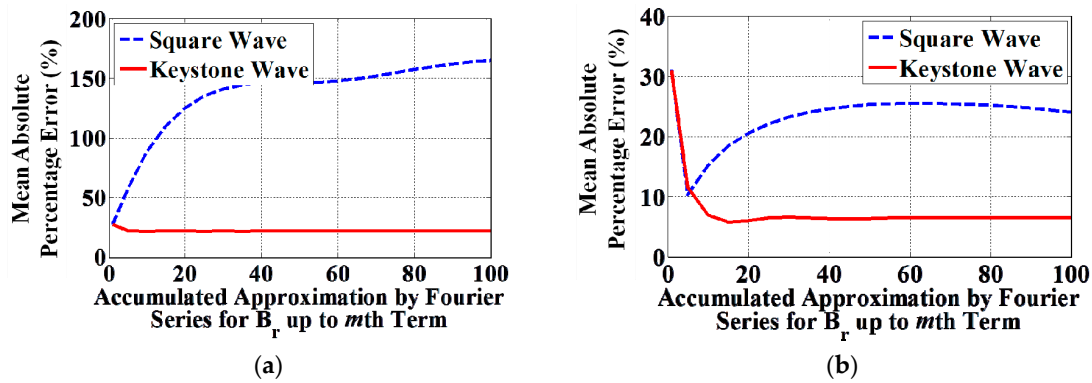 200
150
100
50
0
Mean Absolute
Percentage Error (%)
Square Wave
Keystone Wave
0 20 40 60 80 100
Accumulated Approximation by Fourier
Series for Br up to mth Term
(a)
40
30
20
10
0
Mean Absolute
Percentage Error (%)
Square Wave
Keystone Wave
0 20 40 60 80 100
Accumulated Approximation by Fourier
Series for Br up to mth Term
(b)